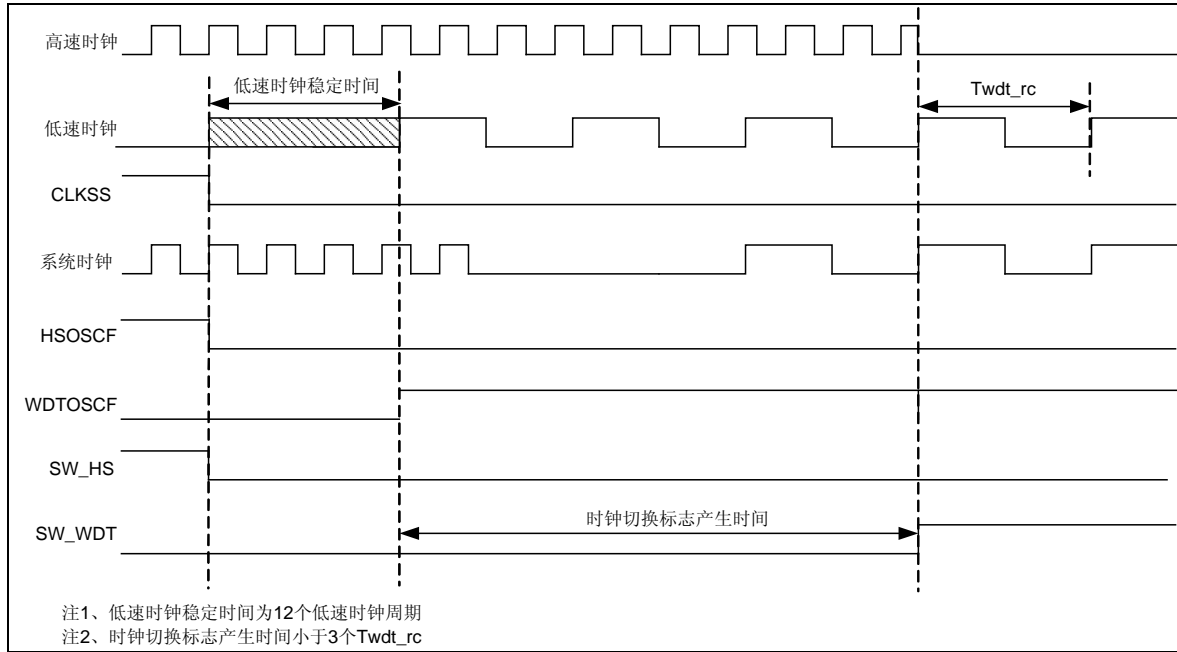 高速时钟
低速时钟稳定时间
Twdt_rc
低速时钟
CLKSS
系统时钟
HSOSCF
WDTOSCF
SW_HS
时钟切换标志产生时间
SW_WDT
注1、低速时钟稳定时间为12个低速时钟周期
注2、时钟切换标志产生时间小于3个Twdt_rc